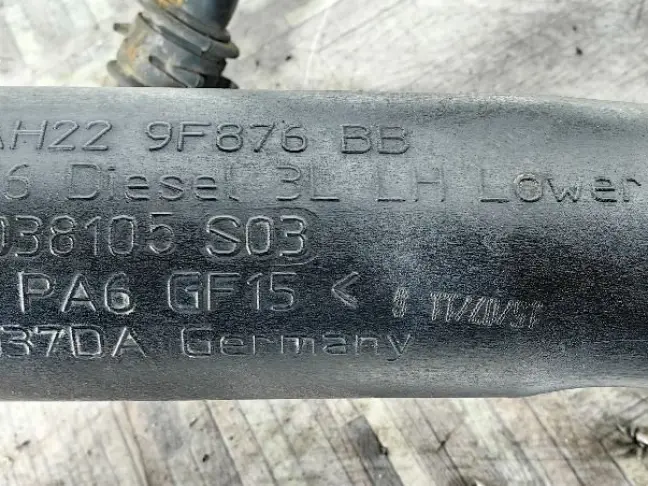 AH22 9F876 BB
6 Diesel 3L LH Lower
038105 S03
PA6 GF15 <
37DA Germany